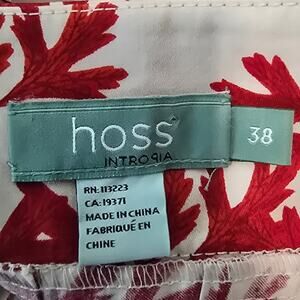 hoss
INTROPIA
38
RN: 113223
CA: 19371
MADE IN CHINA
FABRIQUÉ EN
CHINE